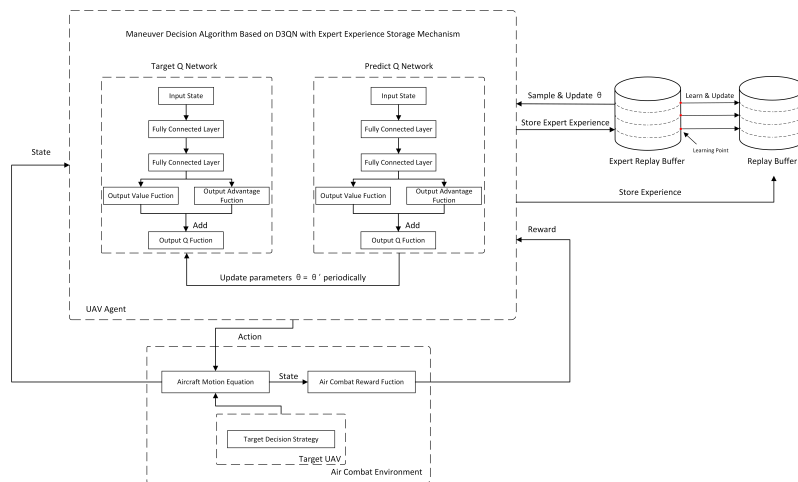 Maneuver Decision ALgorithm Based on D3QN with Expert Experience Storage Mechanism
Target Q Network
Predict Q Network
Input State
Input State
Fully Connected Layer
Fully Connected Layer
Fully Connected Layer
Fully Connected Layer
Output Value Fuction
Output Advantage
Fuction
Output Value Fuction
Output Advantage
Fuction
Add
Add
Output Q Fuction
Output Q Fuction
Update parameters θ = θ ′ periodically
UAV Agent
State
Sample & Update θ
Store Expert Experience
Learn & Update
Learning Point
Expert Replay Buffer
Replay Buffer
Store Experience
Reward
Action
Aircraft Motion Equation
State
Air Combat Reward Fuction
Target Decision Strategy
Target UAV
Air Combat Environment